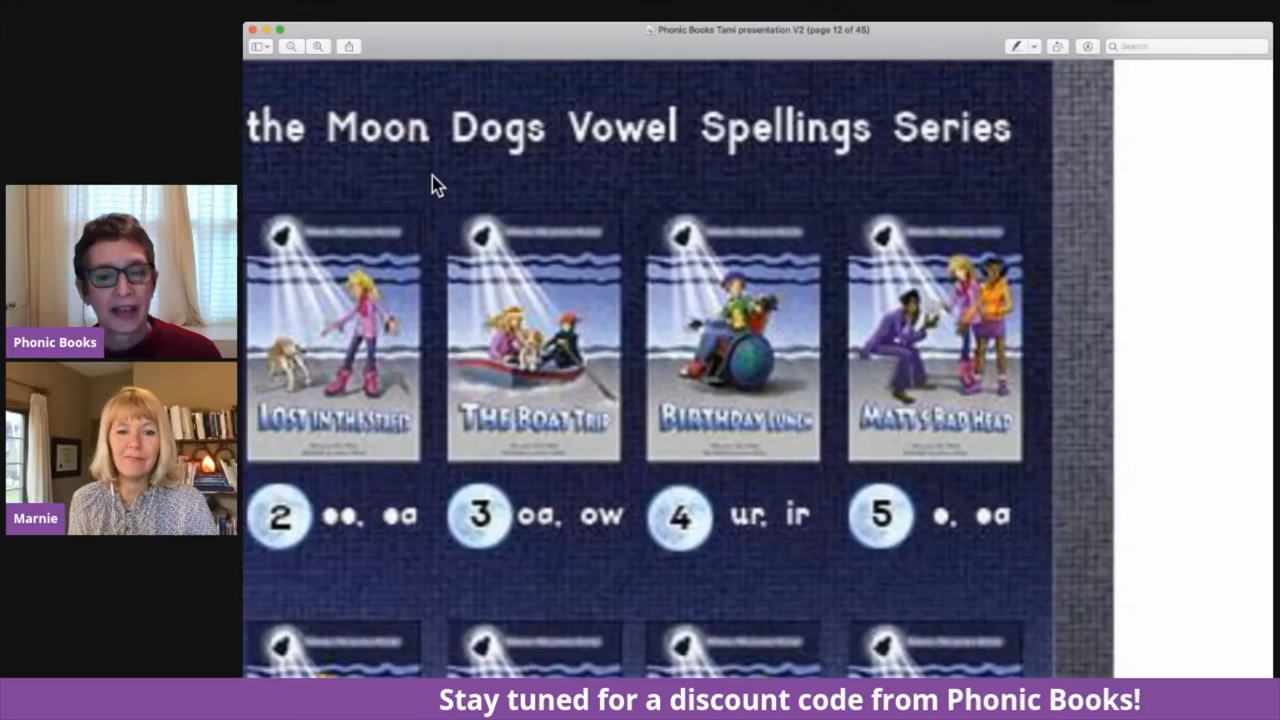 Phonic Books Tami presentation V2 (page 12 of 45)
Search
the Moon Dogs Vowel Spellings Series
LOST IN THE STREET
THE BOAT TRIP
BIRTHDAY LUNCH
MATT'S BAD HEAD
2 ee, ea
3 oa, ow
4 ur, ir
5 e, ea
Phonic Books
Marnie
Stay tuned for a discount code from Phonic Books!